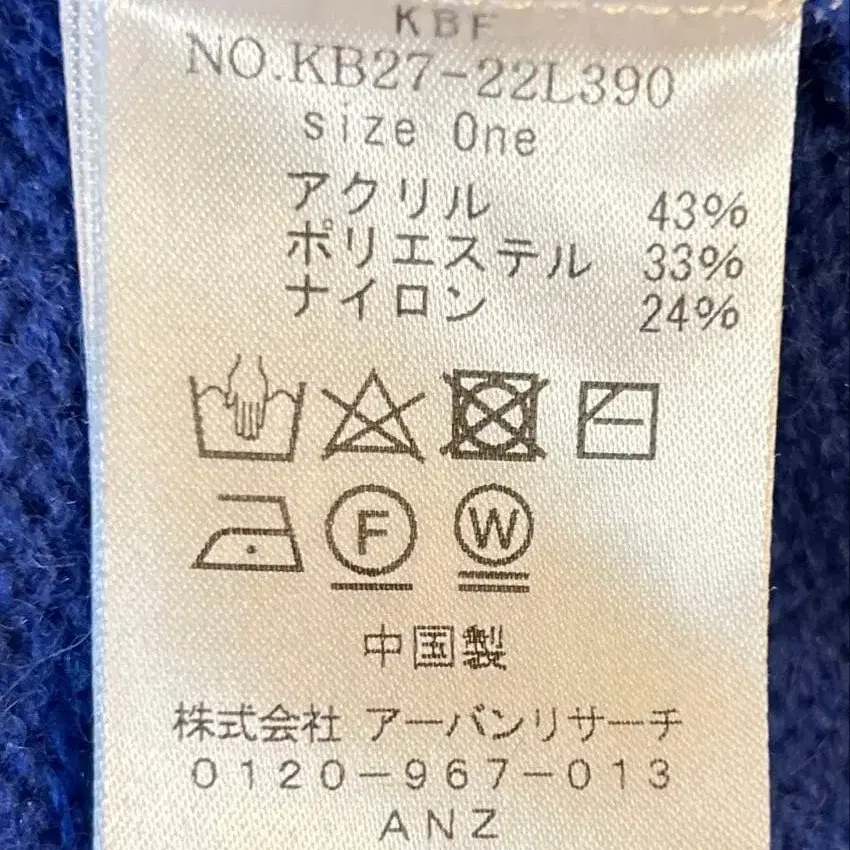 KBF
NO.KB27-22L390
size One
アクリル 43%
ポリエステル 33%
ナイロン 24%
F W
中国製
株式会社 アーバンリサーチ
0120-967-013
ANZ